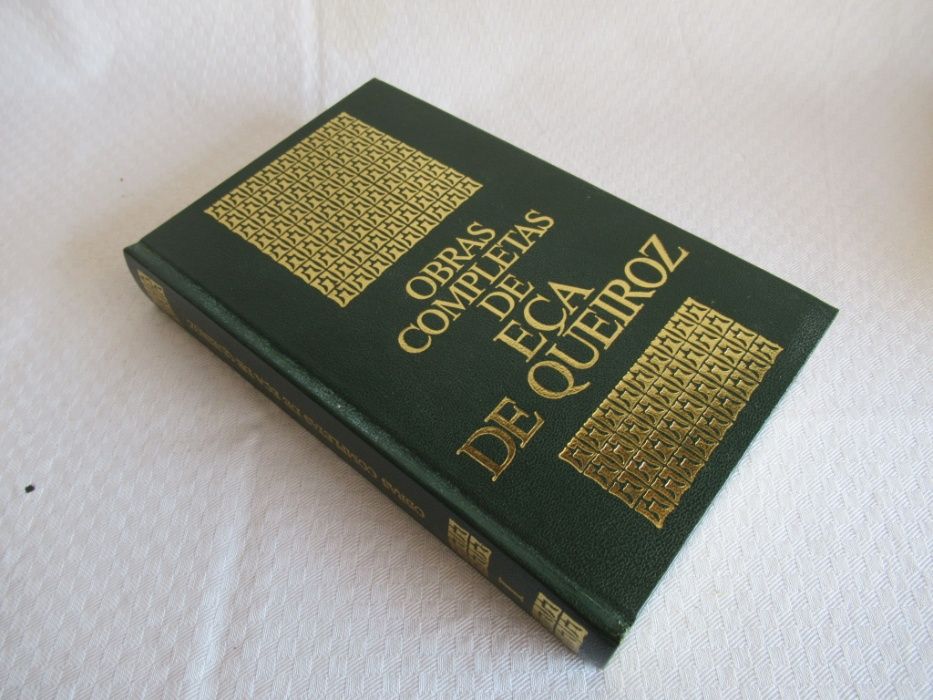 OBRAS
COMPLETAS
DE
EÇA
DE QUEIROZ
OBRAS COMPLETAS DE EÇA DE QUEIROZ
I